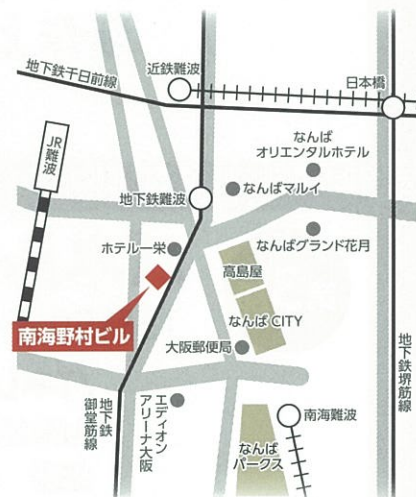 地下鉄千日前線
近鉄難波
日本橋
JR難波
なんば
オリエンタルホテル
地下鉄難波
なんばマルイ
ホテル一栄
なんばグランド花月
高島屋
南海野村ビル
なんばCITY
大阪郵便局
地下鉄堺筋線
地下鉄
御堂筋線
エディオン
アリーナ大阪
南海難波
なんば
パークス